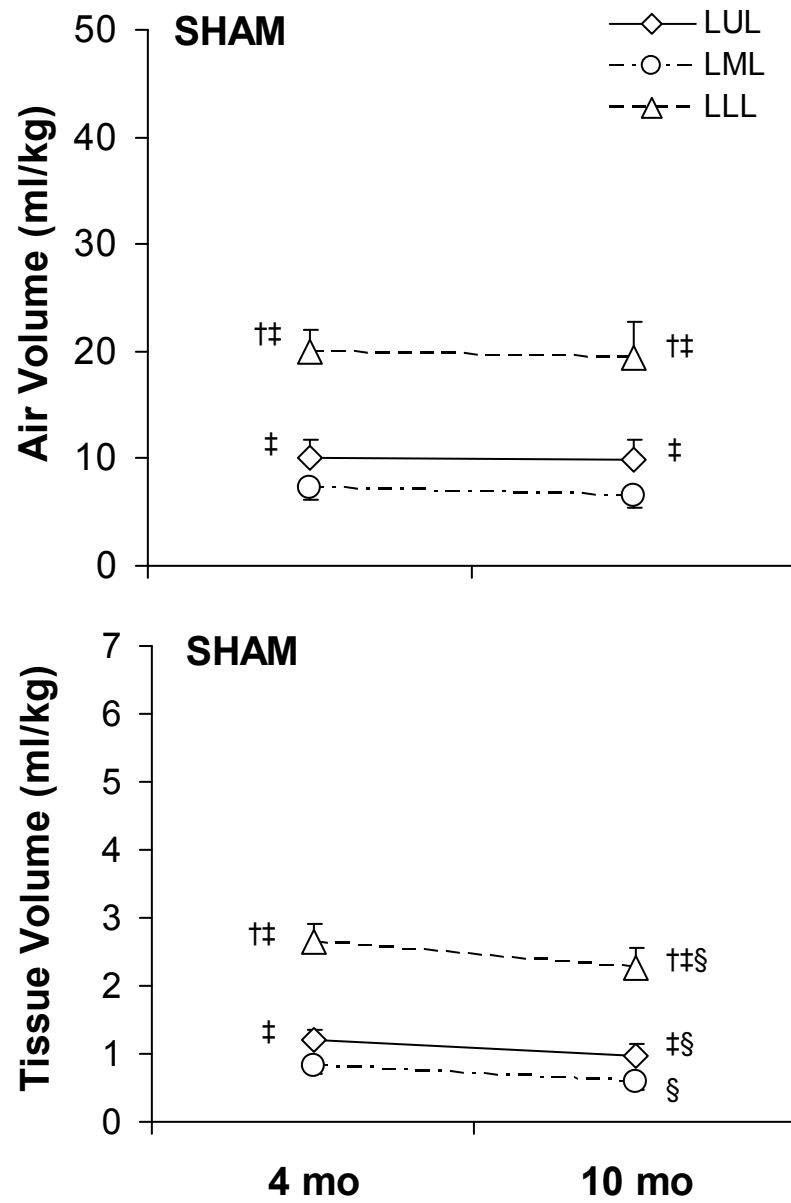 SHAM
LUL
LML
LLL
Air Volume (ml/kg)
50
40
30
20
10
0
†‡
†‡
‡
‡
SHAM
Tissue Volume (ml/kg)
7
6
5
4
3
2
1
0
†‡
†‡§
‡
‡§
§
4 mo
10 mo